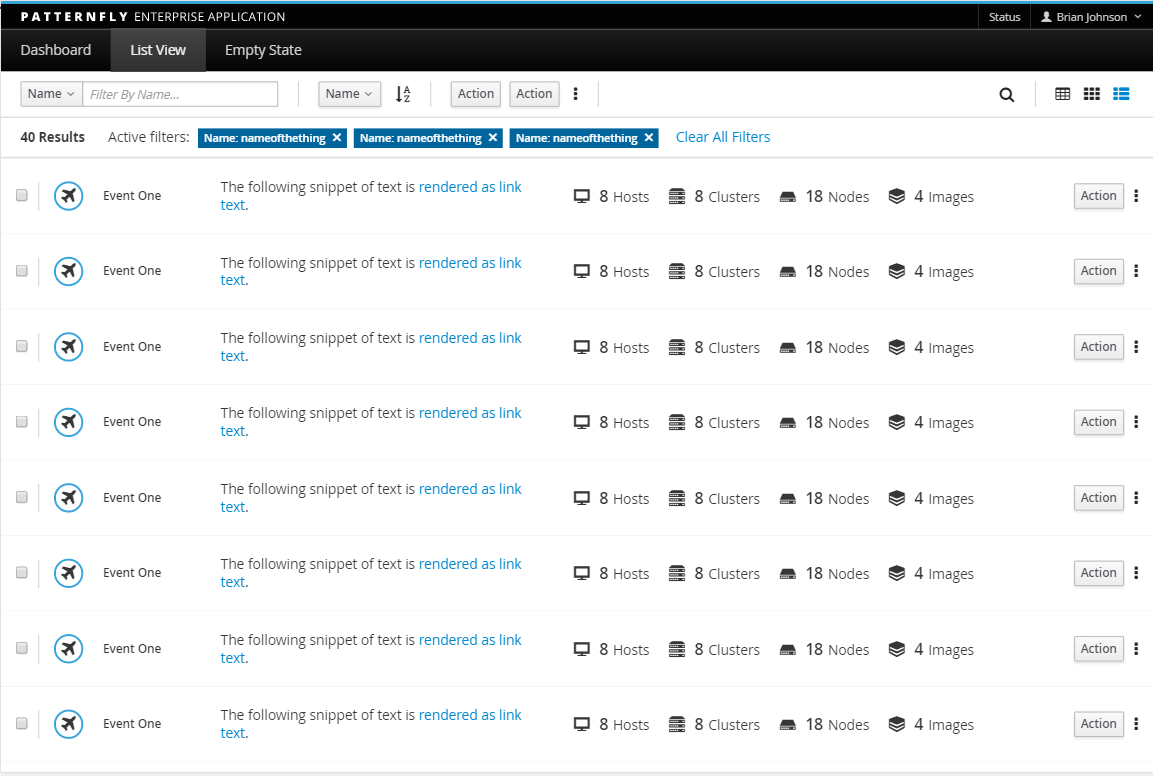 PATTERNFLY ENTERPRISE APPLICATION Status Brian Johnson
Dashboard List View Empty State
Name Filter By Name... Name A Z Action Action
40 Results Active filters: Name: nameofthething × Name: nameofthething × Name: nameofthething × Clear All Filters
Event One The following snippet of text is rendered as link 8 Hosts 8 Clusters 18 Nodes 4 Images Action
text.
Event One The following snippet of text is rendered as link 8 Hosts 8 Clusters 18 Nodes 4 Images Action
text.
Event One The following snippet of text is rendered as link 8 Hosts 8 Clusters 18 Nodes 4 Images Action
text.
Event One The following snippet of text is rendered as link 8 Hosts 8 Clusters 18 Nodes 4 Images Action
text.
Event One The following snippet of text is rendered as link 8 Hosts 8 Clusters 18 Nodes 4 Images Action
text.
Event One The following snippet of text is rendered as link 8 Hosts 8 Clusters 18 Nodes 4 Images Action
text.
Event One The following snippet of text is rendered as link 8 Hosts 8 Clusters 18 Nodes 4 Images Action
text.
Event One The following snippet of text is rendered as link 8 Hosts 8 Clusters 18 Nodes 4 Images Action
text.